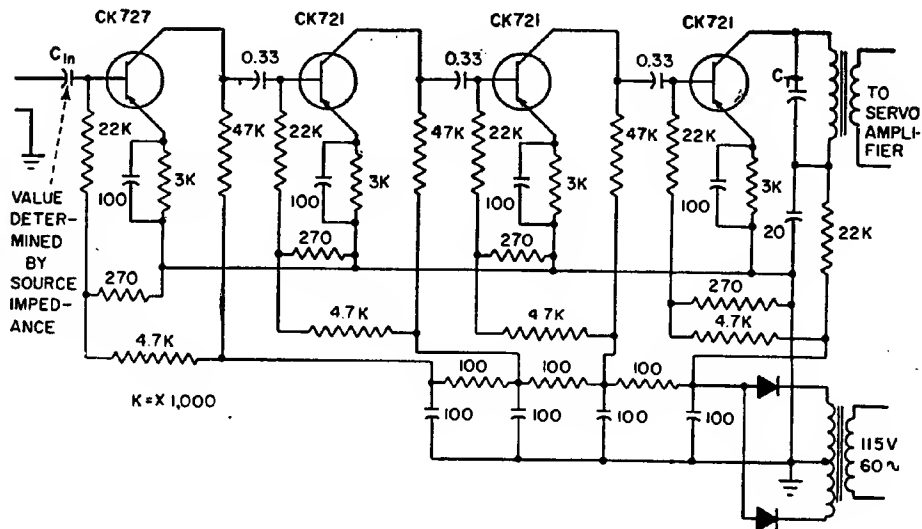 CK727
CK721
CK721
CK721
C_in
0.33
0.33
0.33
C_T
TO
SERVO
AMPLIFIER
22K
47K
22K
47K
22K
47K
22K
3K
3K
3K
3K
100
100
100
100
20
22K
VALUE
DETER-
MINED
BY
SOURCE
IMPED-
ANCE
270
270
270
270
4.7K
4.7K
4.7K
4.7K
100
100
100
K=X 1,000
100
100
100
100
115V
60~